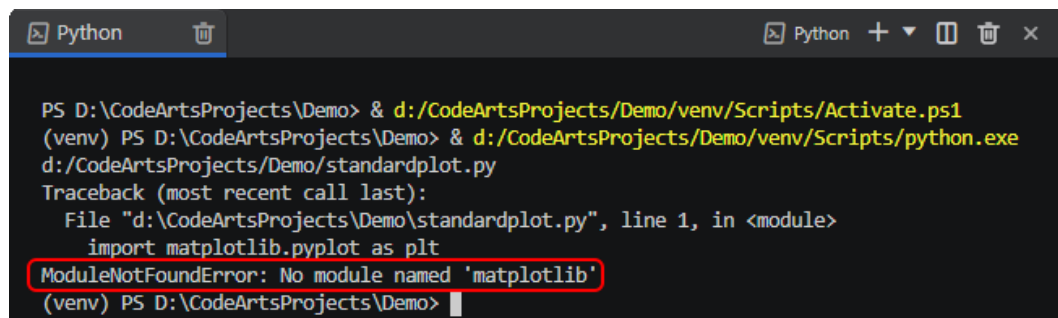 Python
Python
PS D:\CodeArtsProjects\Demo> & d:/CodeArtsProjects/Demo/venv/Scripts/Activate.ps1
(venv) PS D:\CodeArtsProjects\Demo> & d:/CodeArtsProjects/Demo/venv/Scripts/python.exe
d:/CodeArtsProjects/Demo/standardplot.py
Traceback (most recent call last):
  File "d:\CodeArtsProjects\Demo\standardplot.py", line 1, in <module>
    import matplotlib.pyplot as plt
ModuleNotFoundError: No module named 'matplotlib'
(venv) PS D:\CodeArtsProjects\Demo>